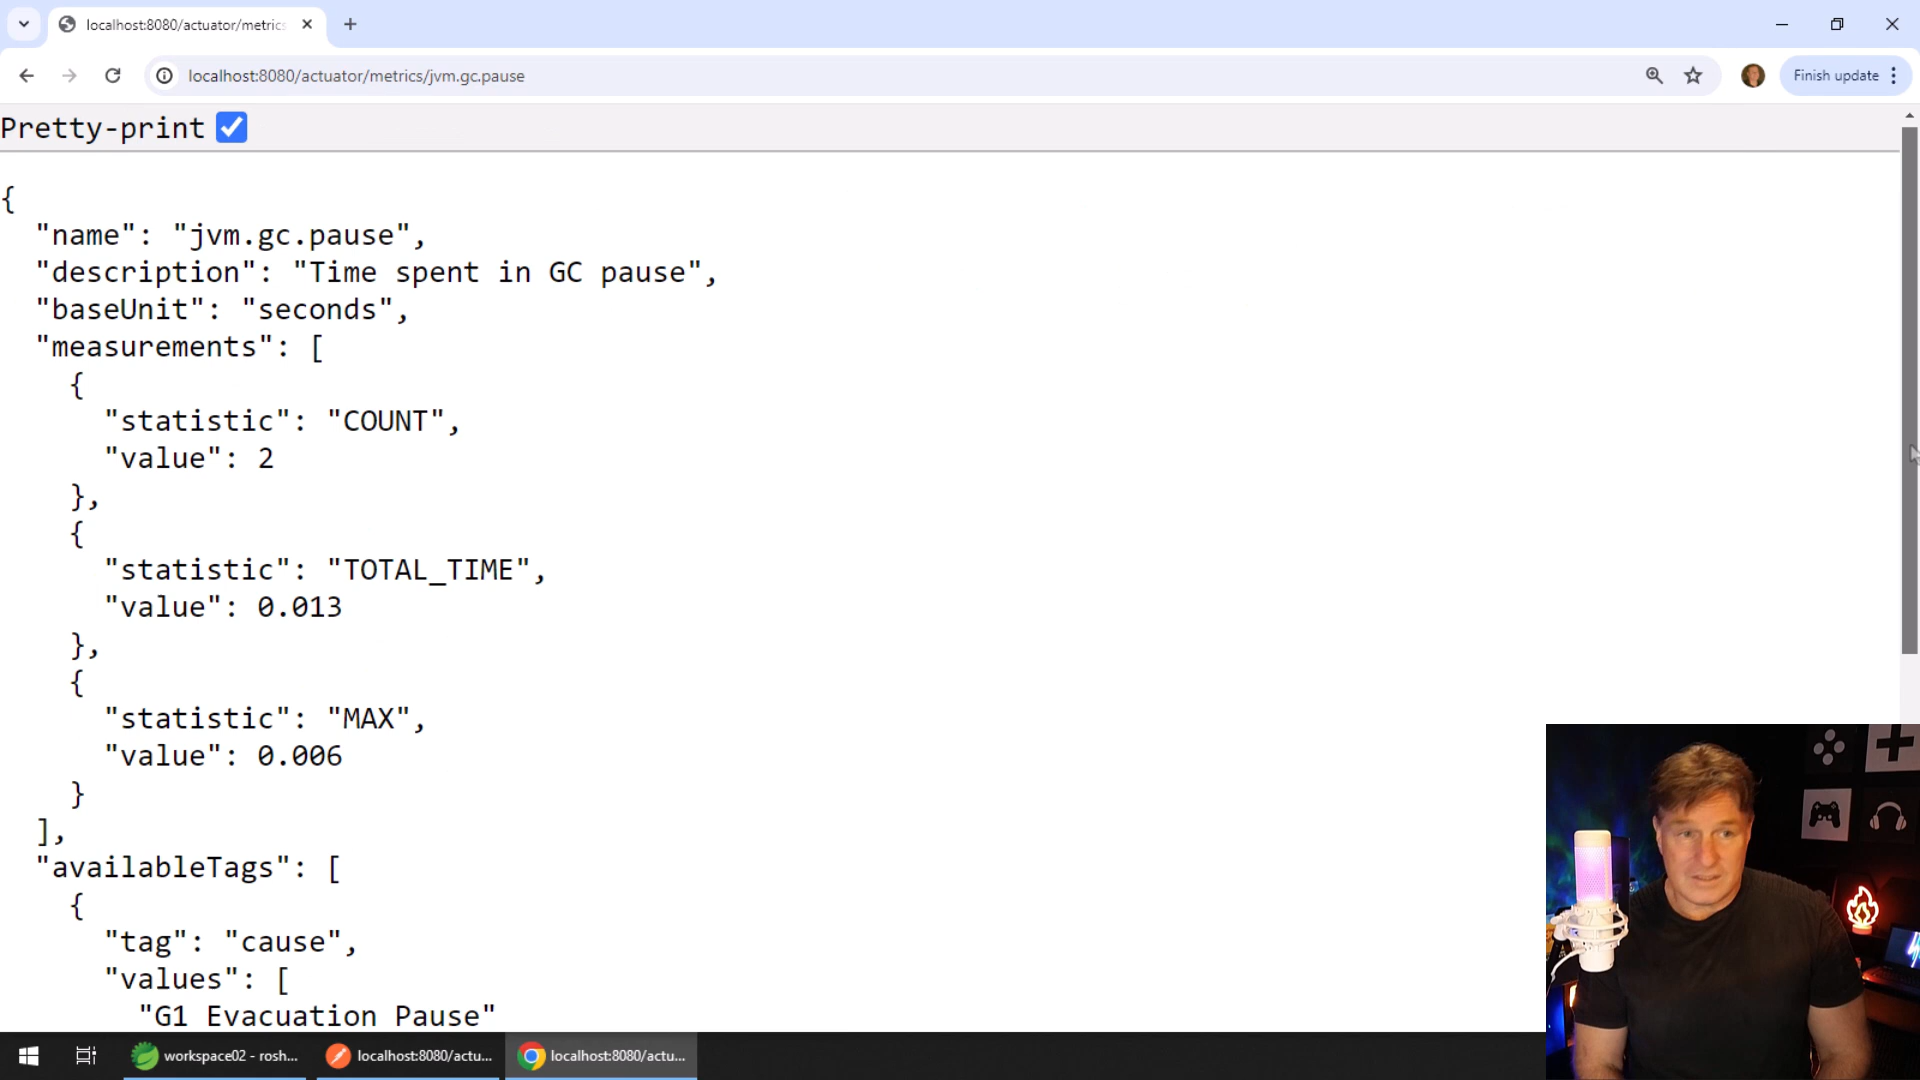 localhost:8080/actuator/metrics
localhost:8080/actuator/metrics/jvm.gc.pause
Finish update
Pretty-print
{
"name": "jvm.gc.pause",
"description": "Time spent in GC pause",
"baseUnit": "seconds",
"measurements": [
{
"statistic": "COUNT",
"value": 2
},
{
"statistic": "TOTAL_TIME",
"value": 0.013
},
{
"statistic": "MAX",
"value": 0.006
}
],
"availableTags": [
{
"tag": "cause",
"values": [
"G1 Evacuation Pause"
workspace02 - rosh...
localhost:8080/actu...
localhost:8080/actu...